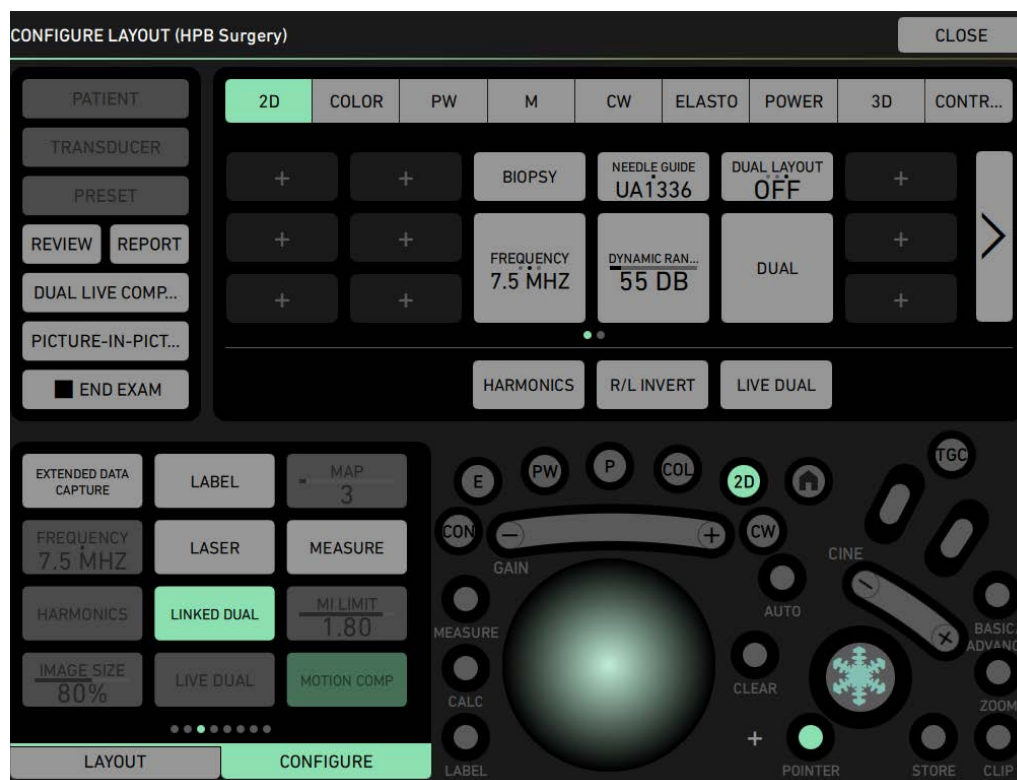 CONFIGURE LAYOUT (HPB Surgery)
CLOSE
PATIENT
TRANSDUCER
PRESET
REVIEW
REPORT
DUAL LIVE COMP...
PICTURE-IN-PICT...
END EXAM
2D
COLOR
PW
M
CW
ELASTO
POWER
3D
CONTR...
+
+
BIOPSY
NEEDLE GUIDE
UA1336
DUAL LAYOUT
OFF
+
+
+
FREQUENCY
7.5 MHZ
DYNAMIC RAN...
55 DB
DUAL
+
+
+
+
>
HARMONICS
R/L INVERT
LIVE DUAL
EXTENDED DATA
CAPTURE
LABEL
MAP
3
FREQUENCY
7.5 MHZ
LASER
MEASURE
HARMONICS
LINKED DUAL
MI LIMIT
1.80
IMAGE SIZE
80%
LIVE DUAL
MOTION COMP
LAYOUT
CONFIGURE
E
PW
P
COL
2D
TGC
CON
−
+
CW
GAIN
CINE
AUTO
MEASURE
BASIC/
ADVANC
CALC
CLEAR
ZOOM
+
LABEL
POINTER
STORE
CLIP